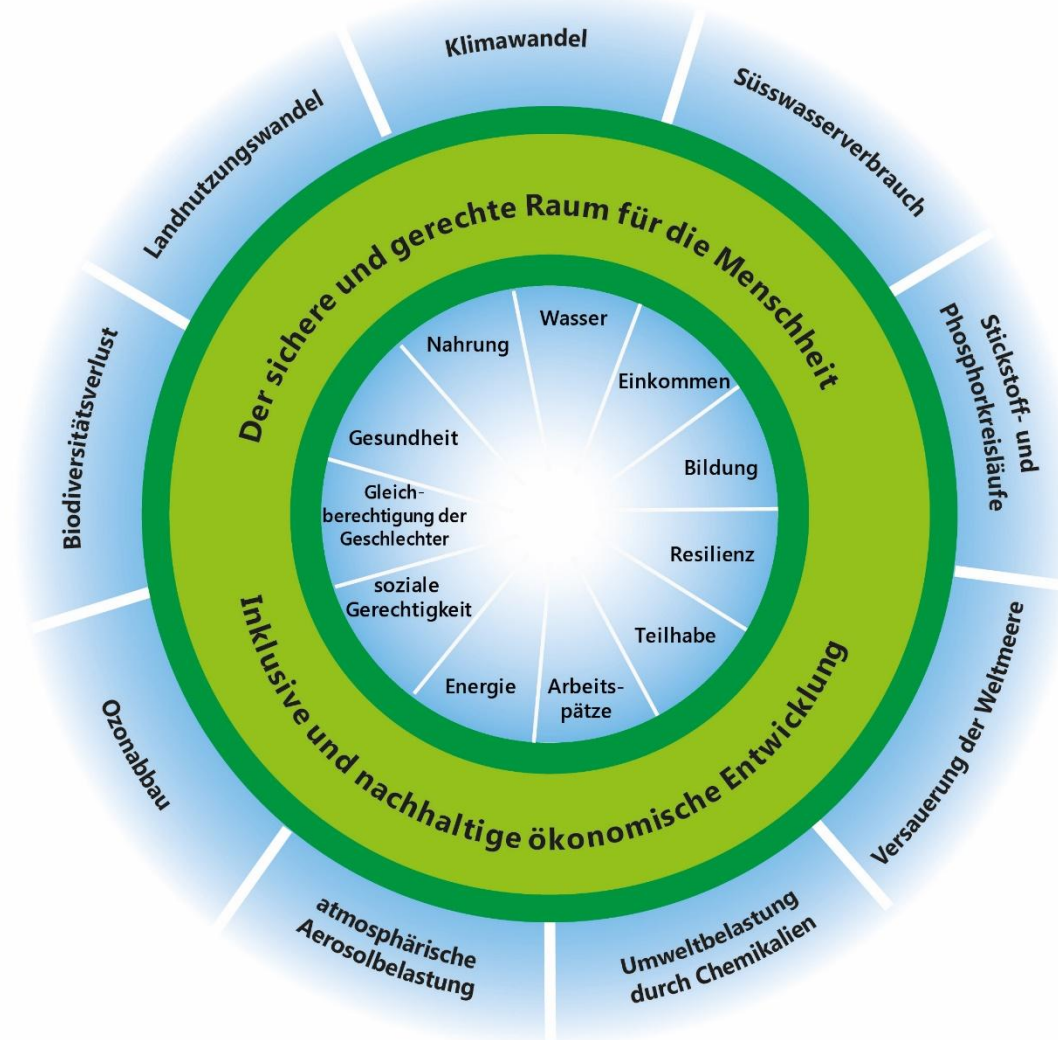 Klimawandel
Süsswasserverbrauch
Stickstoff- und
Phosphorkreisläufe
Versauerung der Weltmeere
Umweltbelastung
durch Chemikalien
atmosphärische
Aerosolbelastung
Ozonabbau
Biodiversitätsverlust
Landnutzungswandel
Der sichere und gerechte Raum für die Menschheit
Inklusive und nachhaltige ökonomische Entwicklung
Wasser
Einkommen
Bildung
Resilienz
Teilhabe
Arbeits-
pätze
Energie
soziale
Gerechtigkeit
Gleich-
berechtigung der
Geschlechter
Gesundheit
Nahrung